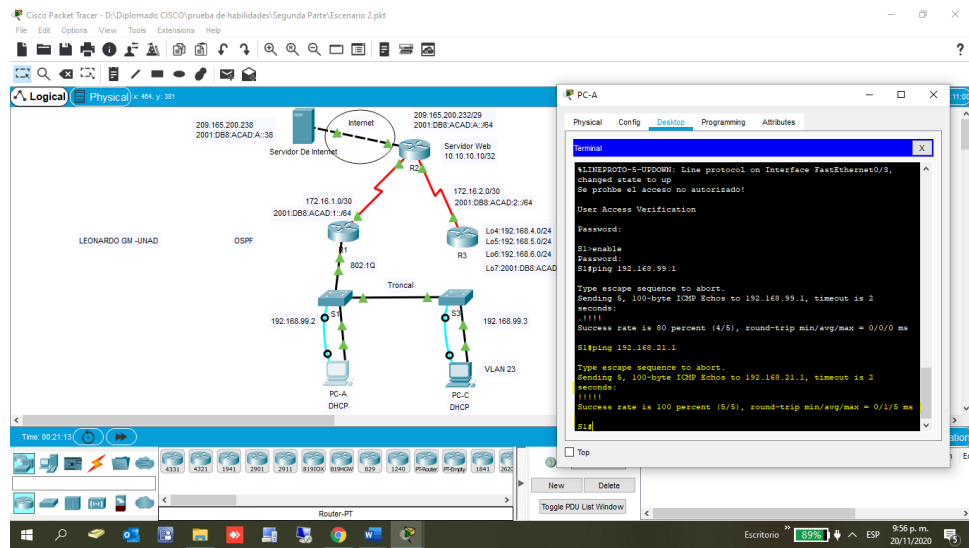 Cisco Packet Tracer - D:\Diplomado CISCO\prueba de habilidades\Segunda Parte\Escenario 2.pkt
File Edit Options View Tools Extensions Help
?
Logical Physical x: 464, y: 381
11:00
209.165.200.238
2001:DB8:ACAD:A::38
Internet
209.165.200.232/29
2001:DB8:ACAD:A::/64
Servidor De Internet
Servidor Web
10.10.10.10/32
R2
172.16.1.0/30
2001:DB8:ACAD:1::/64
172.16.2.0/30
2001:DB8:ACAD:2::/64
LEONARDO GM -UNAD
OSPF
R1
802.1Q
R3
Lo4:192.168.4.0/24
Lo5:192.168.5.0/24
Lo6:192.168.6.0/24
Lo7:2001:DB8:ACAD
Troncal
S1
S3
192.168.99.2
192.168.99.3
VLAN 23
PC-A
DHCP
PC-C
DHCP
PC-A
Physical Config Desktop Programming Attributes
Terminal X
%LINEPROTO-5-UPDOWN: Line protocol on Interface FastEthernet0/3,
changed state to up
Se prohbe el acceso no autorizado!
User Access Verification
Password:
S1>enable
Password:
S1#ping 192.168.99.1
Type escape sequence to abort.
Sending 5, 100-byte ICMP Echos to 192.168.99.1, timeout is 2
seconds:
.!!!!
Success rate is 80 percent (4/5), round-trip min/avg/max = 0/0/0 ms
S1#ping 192.168.21.1
Type escape sequence to abort.
Sending 5, 100-byte ICMP Echos to 192.168.21.1, timeout is 2
seconds:
!!!!!
Success rate is 100 percent (5/5), round-trip min/avg/max = 0/1/5 ms
S1#
Top
Time: 00:21:13
4331 4321 1941 2901 2911 819IOX 819HGW 829 1240 PT-Router PT-Empty 1841 262
Router-PT
New Delete
Toggle PDU List Window
Escritorio 89% ESP 9:56 p. m.
20/11/2020
5